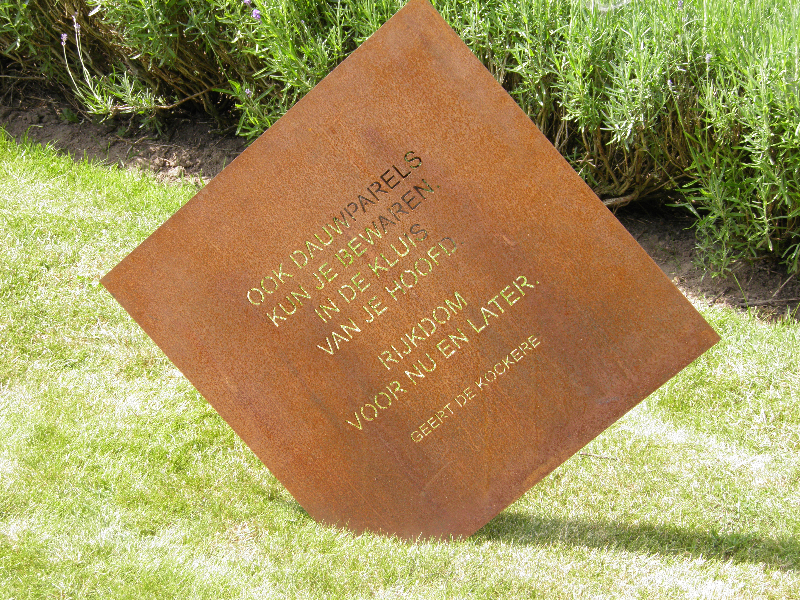 OOK DAUWPARELS
KUN JE BEWAREN.
IN DE KLUIS
VAN JE HOOFD.
RIJKDOM
VOOR NU EN LATER.
GEERT DE KOCKERE